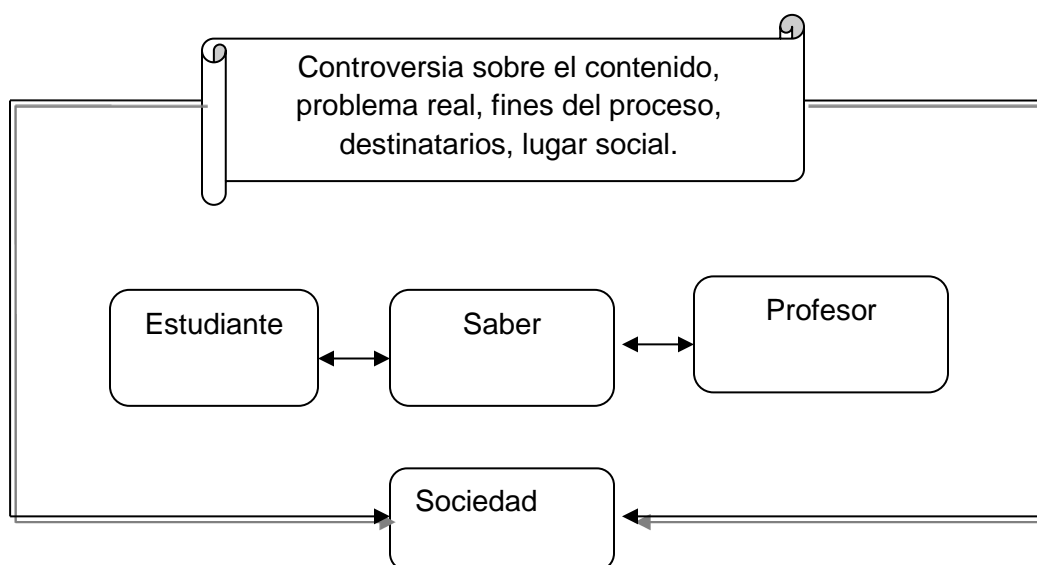 Controversia sobre el contenido,
problema real, fines del proceso,
destinatarios, lugar social.
Estudiante
Saber
Profesor
Sociedad